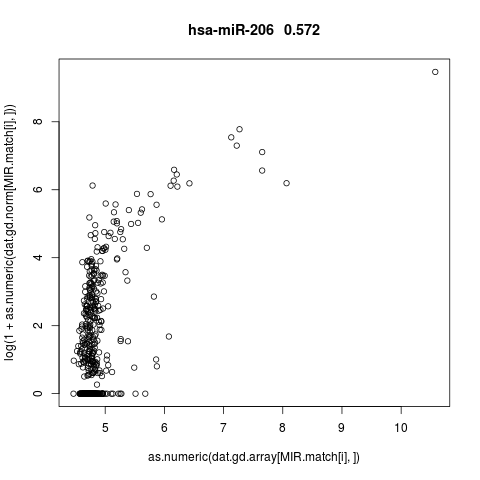 hsa-miR-206 0.572
log(1 + as.numeric(dat.gd.norm[MIR.match[i], ]))
8
6
4
2
0
5 6 7 8 9 10
as.numeric(dat.gd.array[MIR.match[i], ])